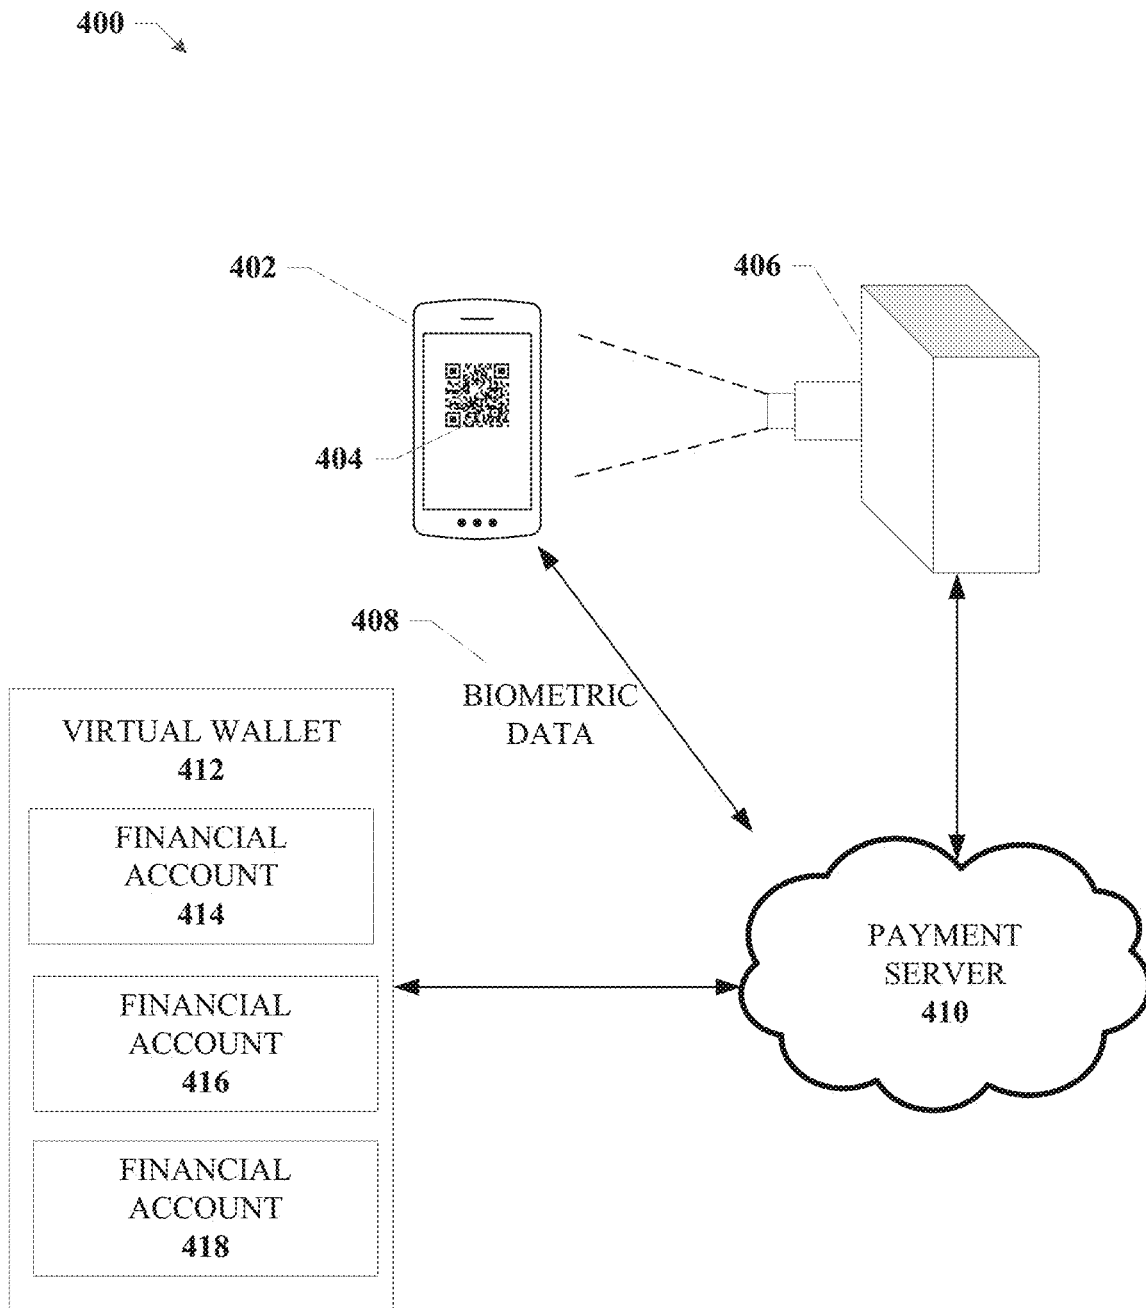 400
402
406
404
408
BIOMETRIC
DATA
VIRTUAL WALLET
412
FINANCIAL
ACCOUNT
414
FINANCIAL
ACCOUNT
416
FINANCIAL
ACCOUNT
418
PAYMENT
SERVER
410